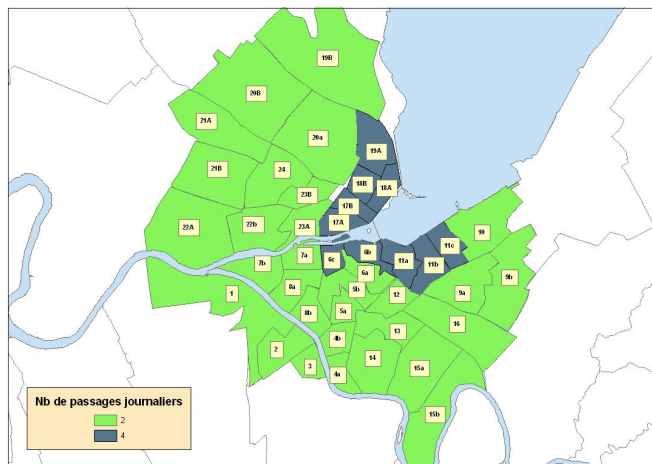 19B
20B
21A
20a
19A
24
21B
18B
18A
23B
17B
17A
22A
22b
23A
10
11c
6b
7a
6c
11a
11b
7b
6a
9b
8a
5b
12
9a
1
8b
5a
16
13
4b
2
14
3
15a
4a
15b
Nb de passages journaliers
2
4